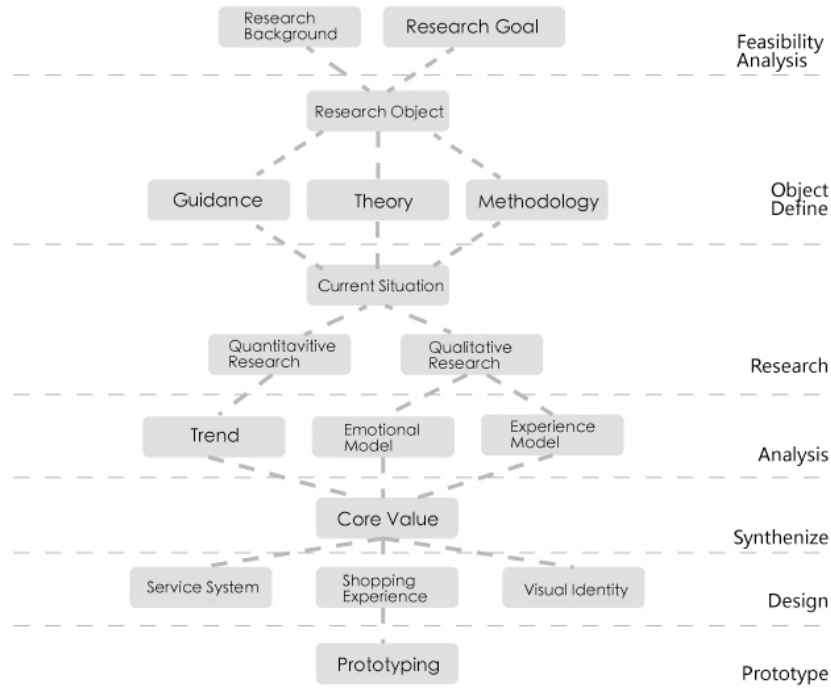 Research
Background
Research Goal
Feasibility
Analysis
Research Object
Guidance
Theory
Methodology
Object
Define
Current Situation
Quantitavitive
Research
Qualitative
Research
Research
Trend
Emotional
Model
Experience
Model
Analysis
Core Value
Synthenize
Service System
Shopping
Experience
Visual Identity
Design
Prototyping
Prototype